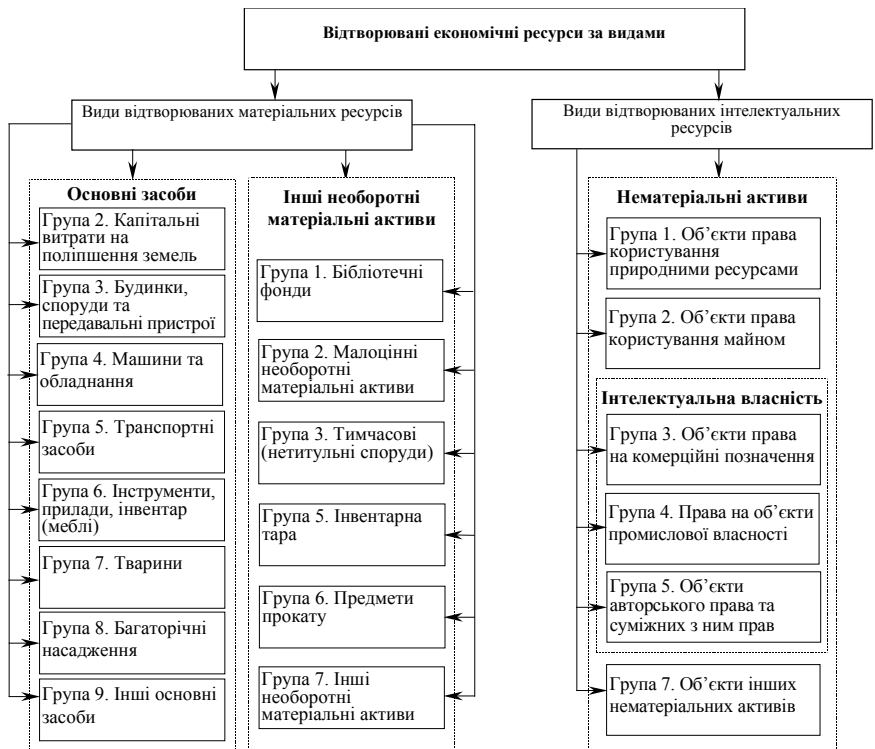 Відтворювані економічні ресурси за видами
Види відтворюваних матеріальних ресурсів
Основні засоби
Група 2. Капітальні
витрати на
поліпшення земель
Група 3. Будинки,
споруди та
передавальні пристрої
Група 4. Машини та
обладнання
Група 5. Транспортні
засоби
Група 6. Інструменти,
прилади, інвентар
(меблі)
Група 7. Тварини
Група 8. Багаторічні
насадження
Група 9. Інші основні
засоби
Інші необоротні
матеріальні активи
Група 1. Бібліотечні
фонди
Група 2. Малоцінні
необоротні
матеріальні активи
Група 3. Тимчасові
(нетитульні споруди)
Група 5. Інвентарна
тара
Група 6. Предмети
прокату
Група 7. Інші
необоротні
матеріальні активи
Види відтворюваних інтелектуальних
ресурсів
Нематеріальні активи
Група 1. Об’єкти права
користування
природними ресурсами
Група 2. Об’єкти права
користування майном
Інтелектуальна власність
Група 3. Об’єкти права
на комерційні позначення
Група 4. Права на об’єкти
промислової власності
Група 5. Об’єкти
авторського права та
суміжних з ним прав
Група 7. Об’єкти інших
нематеріальних активів